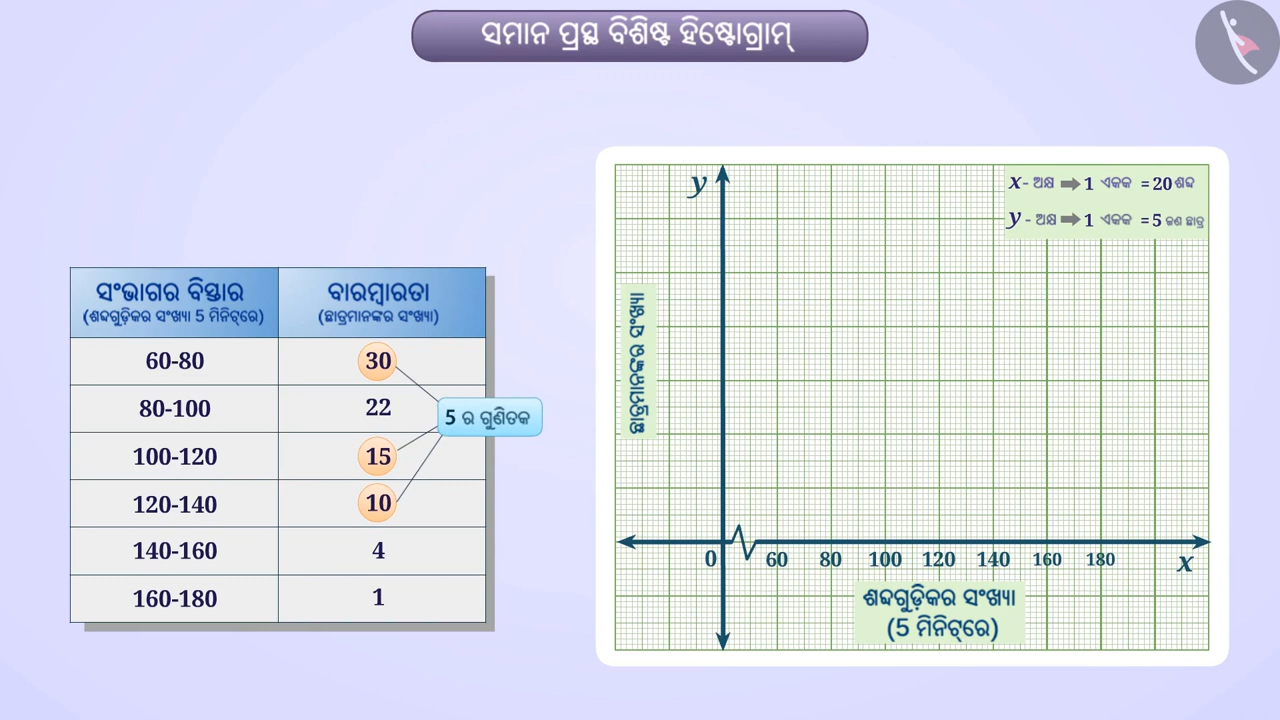 ସମାନ ପ୍ରସ୍ଥ ବିଶିଷ୍ଟ ହିଷ୍ଟୋଗ୍ରାମ୍
ସଂଭାଗର ବିସ୍ତାର ବାରମ୍ବାରତା
(ଶବ୍ଦଗୁଡ଼ିକର ସଂଖ୍ୟା 5 ମିନିଟ୍‌ରେ) (ଛାତ୍ରମାନଙ୍କର ସଂଖ୍ୟା)
60-80 30
80-100 22
100-120 15
120-140 10
140-160 4
160-180 1
5 ର ଗୁଣିତକ
x - ଅକ୍ଷ 1 ଏକକ = 20 ଶବ୍ଦ
y - ଅକ୍ଷ 1 ଏକକ = 5 ଜଣ ଛାତ୍ର
y
ଛାତ୍ରମାନଙ୍କର ସଂଖ୍ୟା
0 60 80 100 120 140 160 180 x
ଶବ୍ଦଗୁଡ଼ିକର ସଂଖ୍ୟା
(5 ମିନିଟ୍‌ରେ)